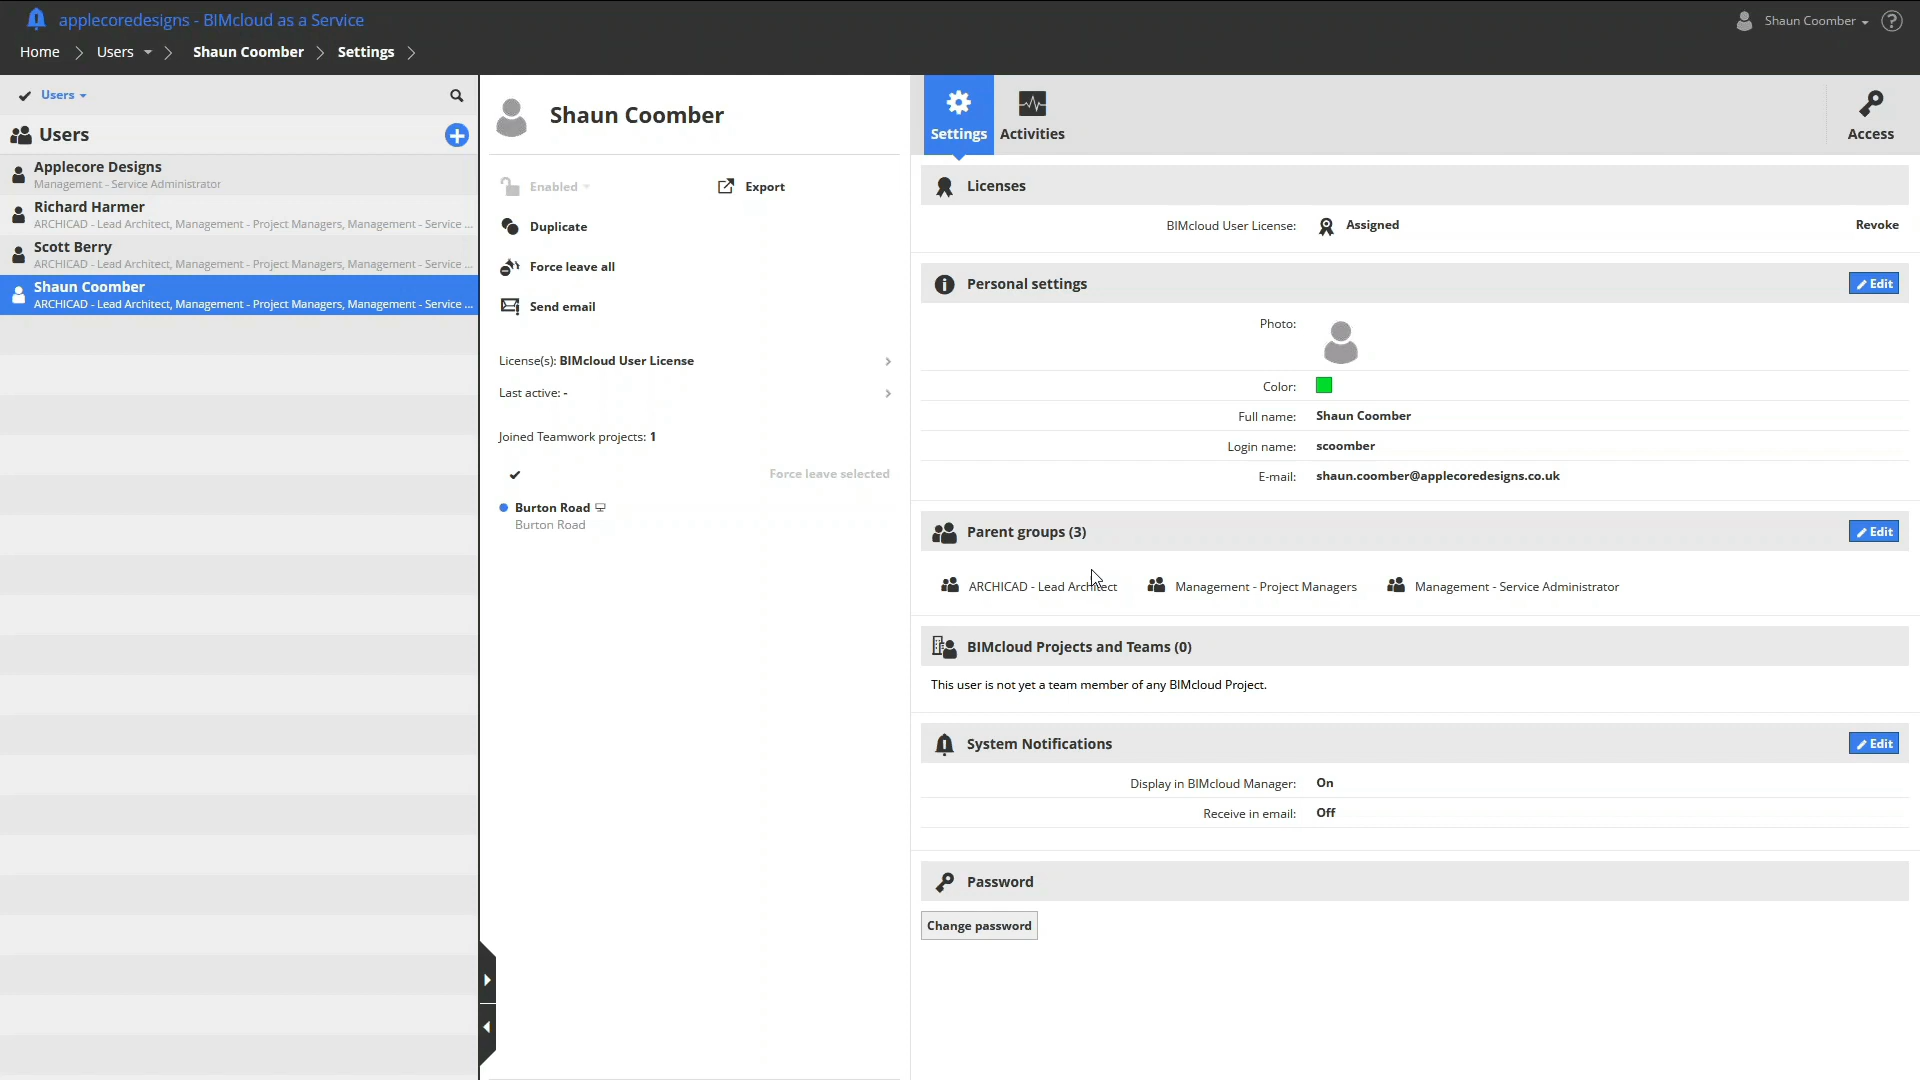 applecoredesigns - BIMcloud as a Service
Shaun Coomber
Home
Users
Shaun Coomber
Settings
Users
Users
Applecore Designs
Management - Service Administrator
Richard Harmer
ARCHICAD - Lead Architect, Management - Project Managers, Management - Service ...
Scott Berry
ARCHICAD - Lead Architect, Management - Project Managers, Management - Service ...
Shaun Coomber
ARCHICAD - Lead Architect, Management - Project Managers, Management - Service ...
Shaun Coomber
Enabled
Export
Duplicate
Force leave all
Send email
License(s): BIMcloud User License
Last active: -
Joined Teamwork projects: 1
Force leave selected
Burton Road
Burton Road
Settings
Activities
Access
Licenses
BIMcloud User License: Assigned
Revoke
Personal settings
Edit
Photo:
Color:
Full name: Shaun Coomber
Login name: scoomber
E-mail: shaun.coomber@applecoredesigns.co.uk
Parent groups (3)
Edit
ARCHICAD - Lead Architect
Management - Project Managers
Management - Service Administrator
BIMcloud Projects and Teams (0)
This user is not yet a team member of any BIMcloud Project.
System Notifications
Edit
Display in BIMcloud Manager: On
Receive in email: Off
Password
Change password